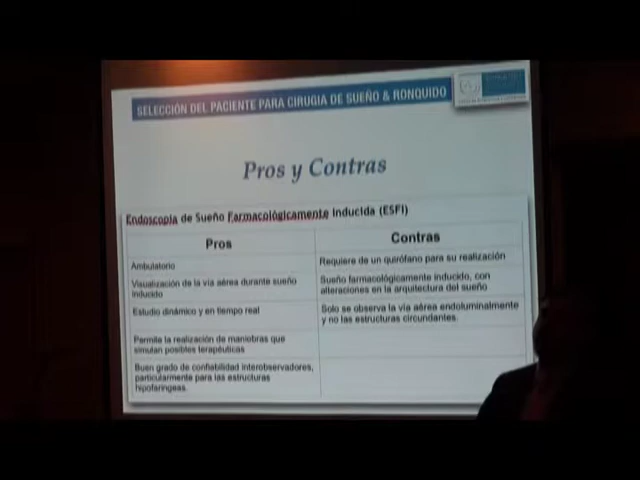 SELECCIÓN DEL PACIENTE PARA CIRUGIA DE SUEÑO & RONQUIDO
Pros y Contras
Endoscopia de Sueño Farmacológicamente Inducida (ESFI)
Pros
Contras
Ambulatorio
Requiere de un quirófano para su realización
Visualización de la vía aérea durante sueño
inducido
Sueño farmacológicamente inducido, con
alteraciones en la arquitectura del sueño
Estudio dinámico y en tiempo real
Solo se observa la vía aérea endoluminalmente
y no las estructuras circundantes.
Permite la realización de maniobras que
simulan posibles terapéuticas
Buen grado de confiabilidad interobservadores,
particularmente para las estructuras
hipofaringeas.